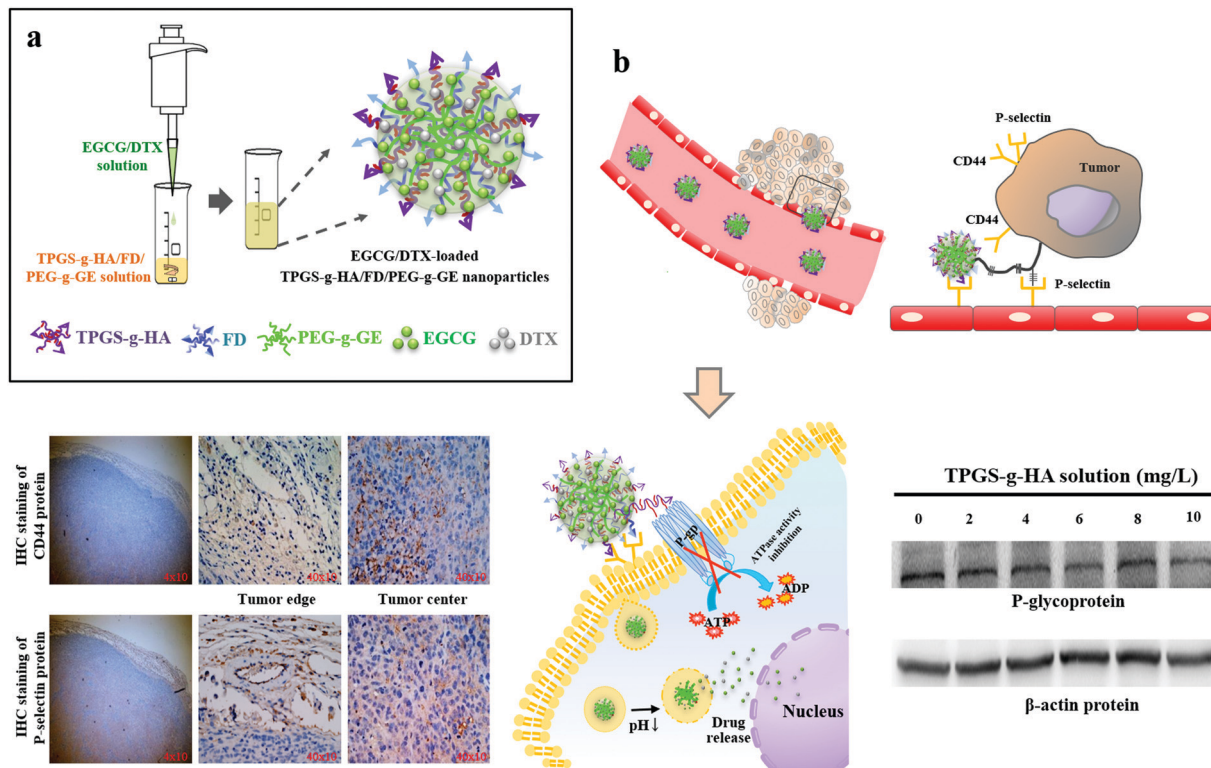 a
EGCG/DTX
solution
TPGS-g-HA/FD/
PEG-g-GE solution
EGCG/DTX-loaded
TPGS-g-HA/FD/PEG-g-GE nanoparticles
TPGS-g-HA
FD
PEG-g-GE
EGCG
DTX
b
P-selectin
CD44
Tumor
CD44
P-selectin
IHC staining of
CD44 protein
4x10
40x10
40x10
Tumor edge
Tumor center
IHC staining of
P-selectin protein
4x10
40x10
40x10
P-gp
ATPase activity
inhibition
ADP
ATP
pH↓
Drug
release
Nucleus
TPGS-g-HA solution (mg/L)
0 2 4 6 8 10
P-glycoprotein
β-actin protein